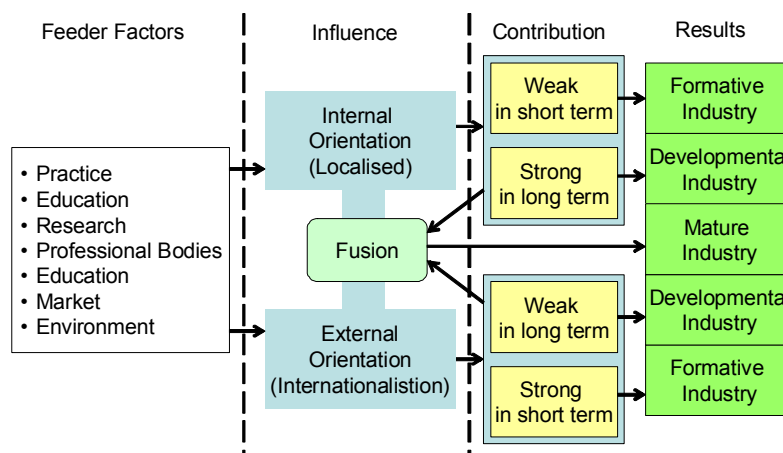 Feeder Factors
Influence
Contribution
Results
• Practice
• Education
• Research
• Professional Bodies
• Education
• Market
• Environment
Internal
Orientation
(Localised)
Fusion
External
Orientation
(Internationalistion)
Weak
in short term
Strong
in long term
Weak
in long term
Strong
in short term
Formative
Industry
Developmental
Industry
Mature
Industry
Developmental
Industry
Formative
Industry